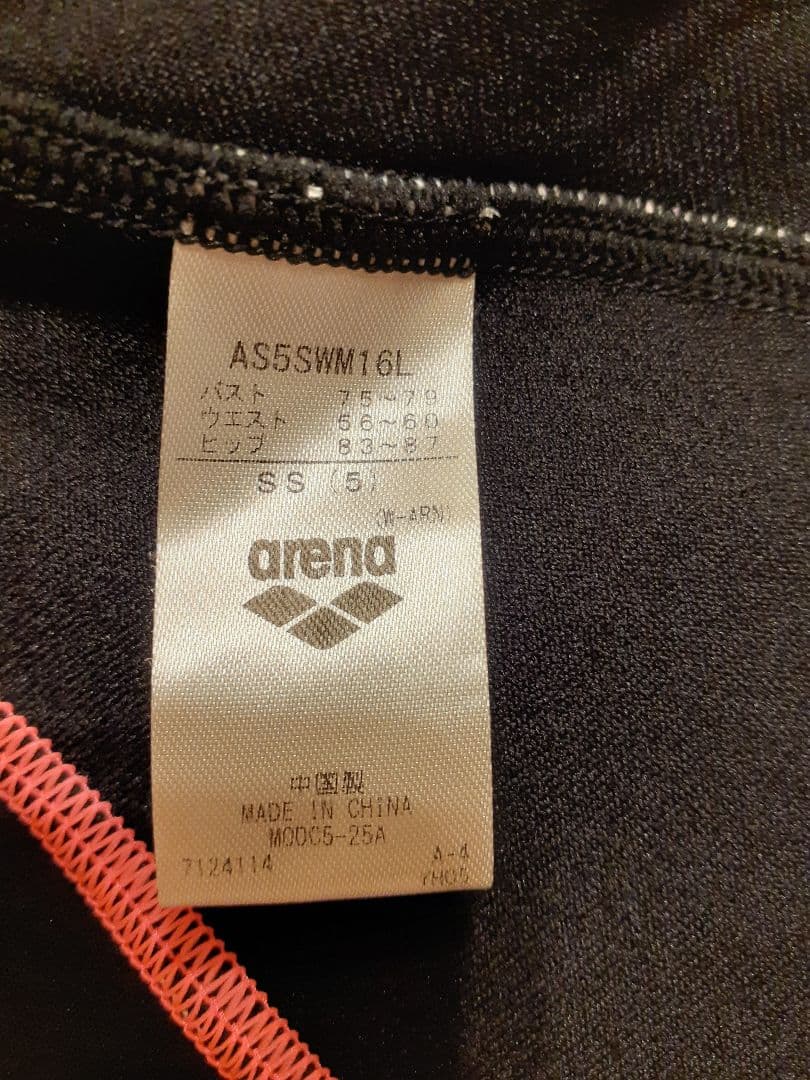 AS5SWM16L
バスト 75~79
ウエスト 56~60
ヒップ 83~87
SS (5)
(W-ARN)
arena
中国製
MADE IN CHINA
MODC5-25A
7124114 A-4